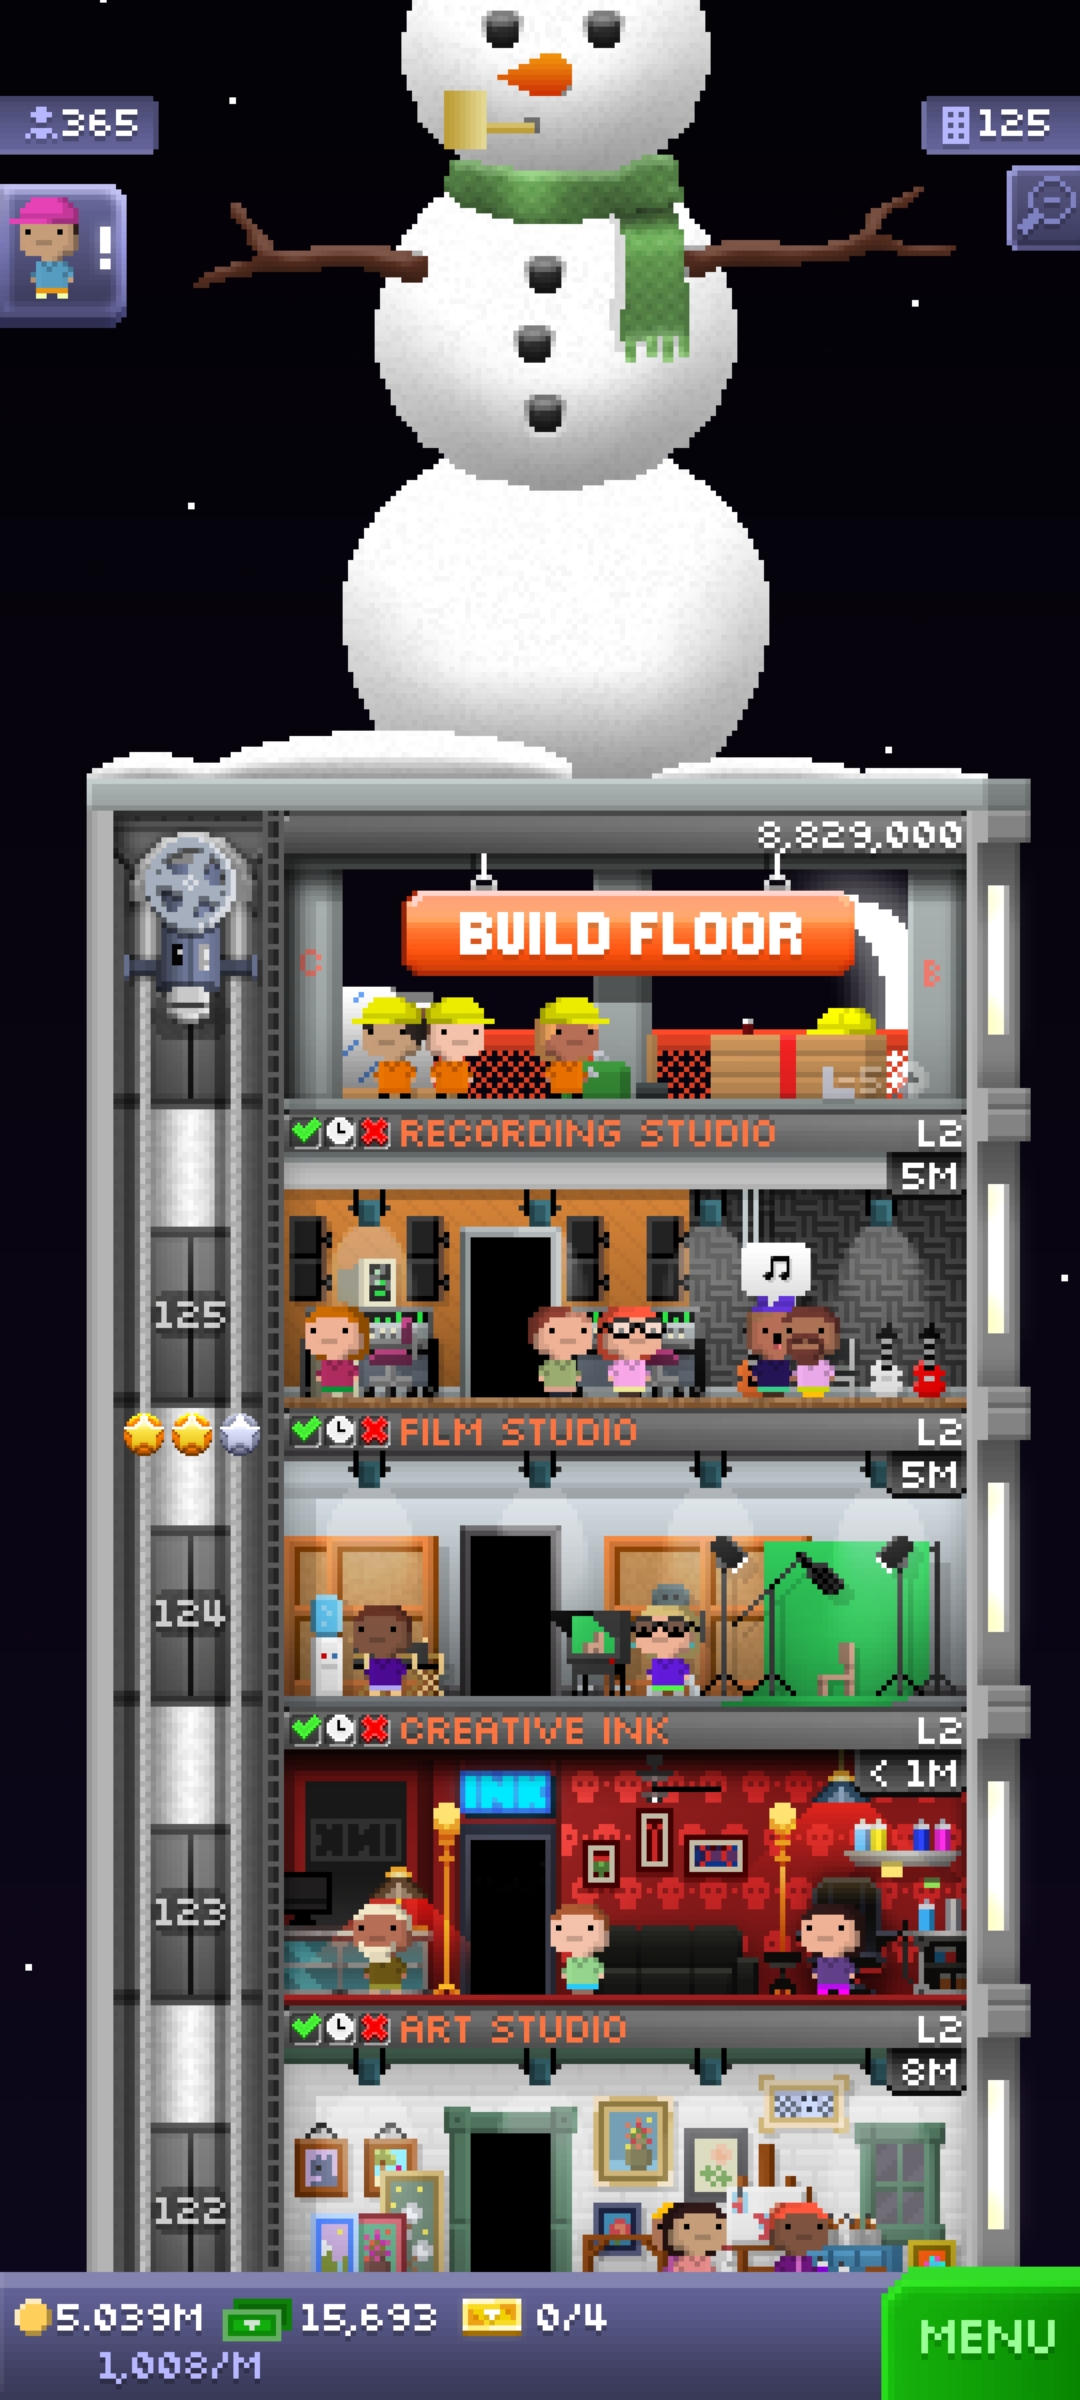 365
125
!
8,829,000
BUILD FLOOR
C
B
RECORDING STUDIO L2
5M
125
FILM STUDIO L2
5M
124
CREATIVE INK L2
< 1M
INK
123
ART STUDIO L2
8M
122
5.039M 15,693 0/4
1,008/M
MENU